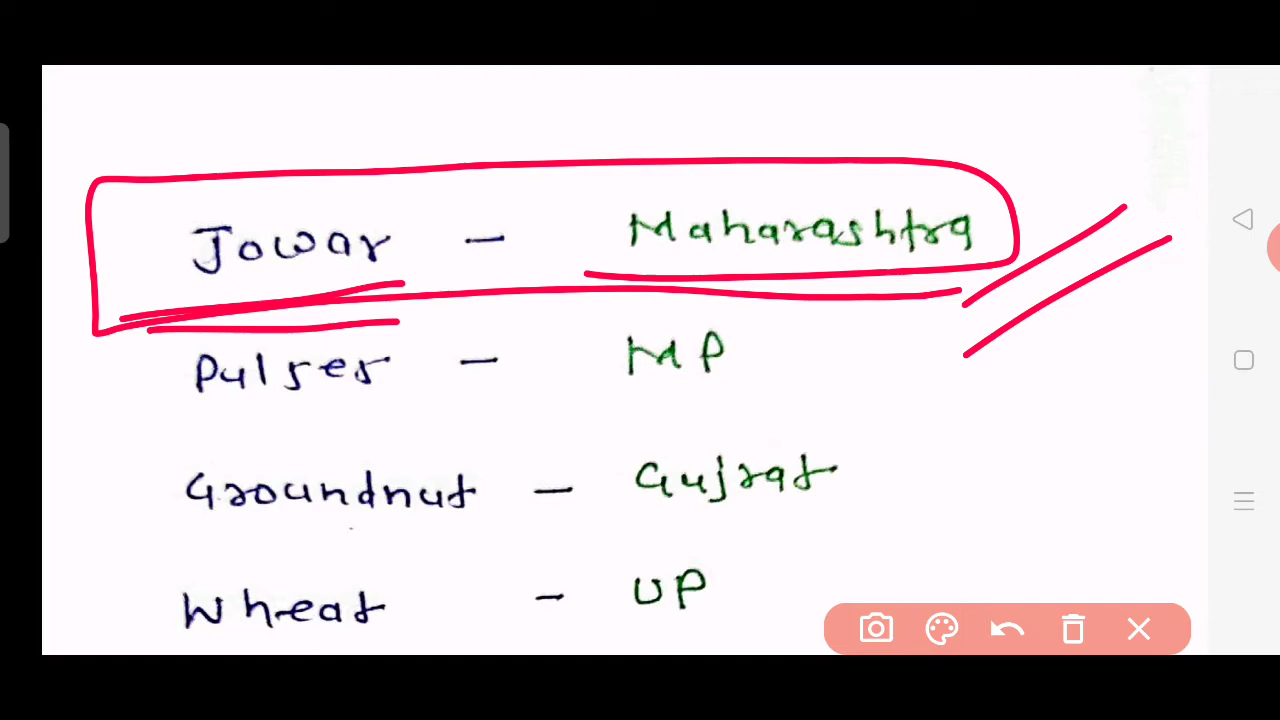 Jowar - Maharashtra
Pulses - MP
Groundnut - Gujrat
Wheat - UP